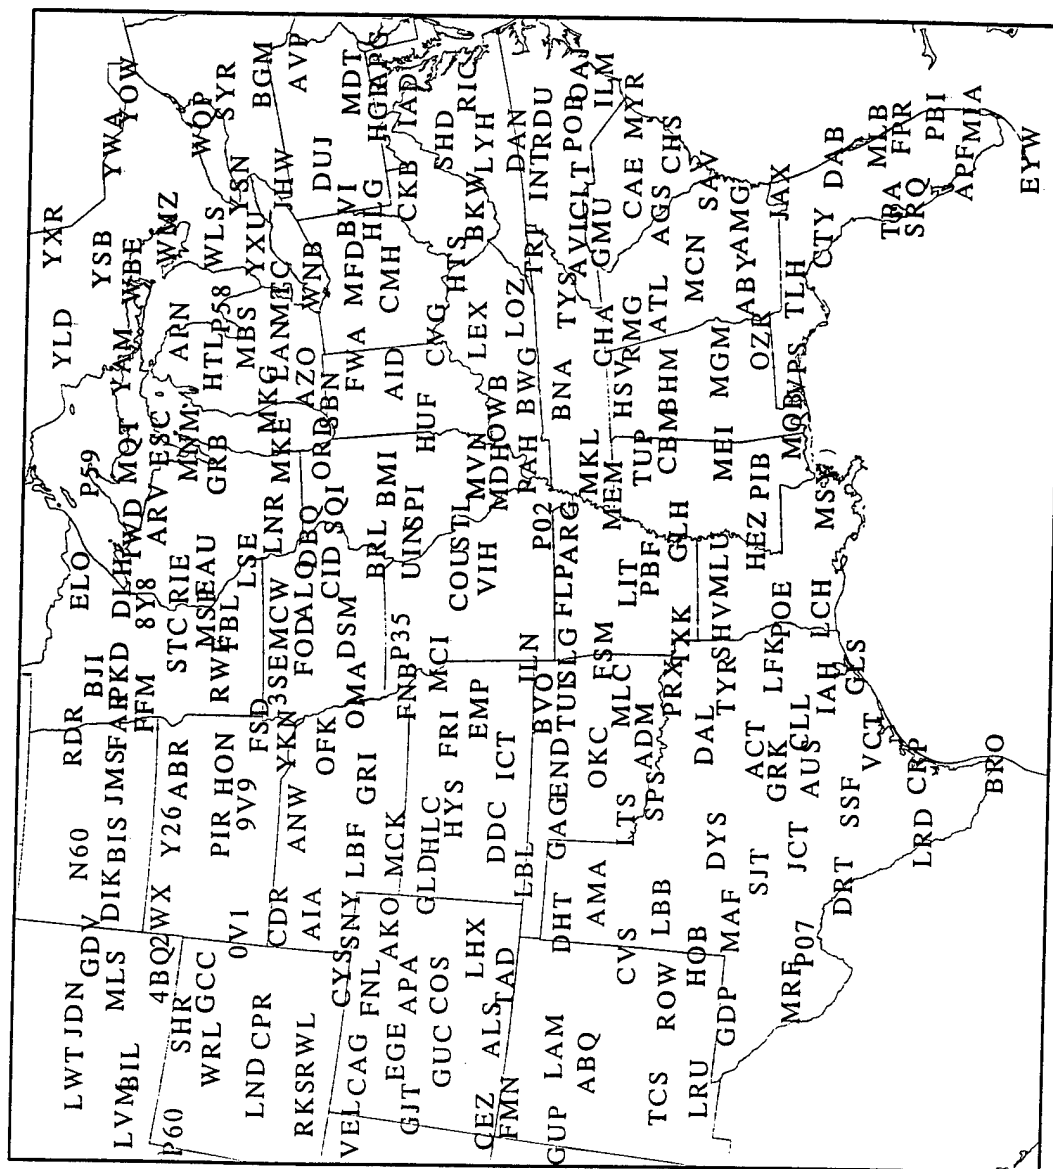 YXR
YLD
YSB
YWA
YOW
LWT
JDN
GDV
N60
RDR
BJI
ELO
P59
YAM
WBE
WMZ
WQP
LVM
BIL
MLS
DIK
BIS
JMS
FAR
PKD
DLH
PWD
MQT
ESC
ARN
WLS
YSN
SYR
P60
SHR
4BQ
2WX
Y26
ABR
FFM
8Y8
ARV
STC
RIE
MNM
HTL
P58
YXU
BGM
WRL
GCC
0V1
PIR
HON
RWF
MSP
EAU
GRB
MBS
JHW
AVP
LND
CPR
CDR
9V9
FSD
FBL
LSE
MKG
LAN
MTC
DUJ
RKS
RWL
AIA
ANW
YKN
3SE
MCW
LNR
MKE
AZO
WNB
BVI
MDT
VEL
CAG
CYS
SNY
LBF
OFK
FOD
ALO
DBQ
ORD
SBN
FWA
MFD
HLG
HGR
APG
GJT
EGE
FNL
AKO
MCK
GRI
OMA
DSM
CID
SQI
AID
CMH
CKB
IAD
GUC
APA
COS
GLD
HLC
FNB
P35
BRL
BMI
HUF
CVG
HTS
SHD
RIC
CEZ
ALS
LHX
HYS
FRI
MCI
UIN
SPI
LEX
BKW
LYH
FMN
TAD
LBL
DDC
ICT
EMP
COU
STL
VIH
MVN
MDH
OWB
LOZ
TRI
DAN
GUP
LAM
DHT
GAG
END
BVO
JLN
P02
PAH
BWG
TYS
INT
RDU
ABQ
AMA
OKC
TUL
SLG
FLP
ARG
MKL
BNA
CHA
AVL
CLT
POB
OAJ
CVS
LTS
MLC
FSM
LIT
MEM
HSV
RMG
GMU
CAE
ILM
MYR
TCS
ROW
LBB
SPS
ADM
PRX
TXK
PBF
GLH
TUP
CBM
BHM
ATL
AGS
CHS
LRU
HOB
DYS
DAL
TYR
SHV
MLU
MEI
MGM
MCN
SAV
GDP
MAF
SJT
ACT
LFK
HEZ
PIB
OZR
ABY
AMG
JAX
MRF
P07
JCT
GRK
AUS
CLL
POE
LCH
MSY
MOB
VPS
TLH
CTY
DAB
DRT
SSF
VCT
IAH
GLS
TPA
MLB
LRD
CRP
SRQ
FPR
PBI
BRO
APF
MIA
EYW